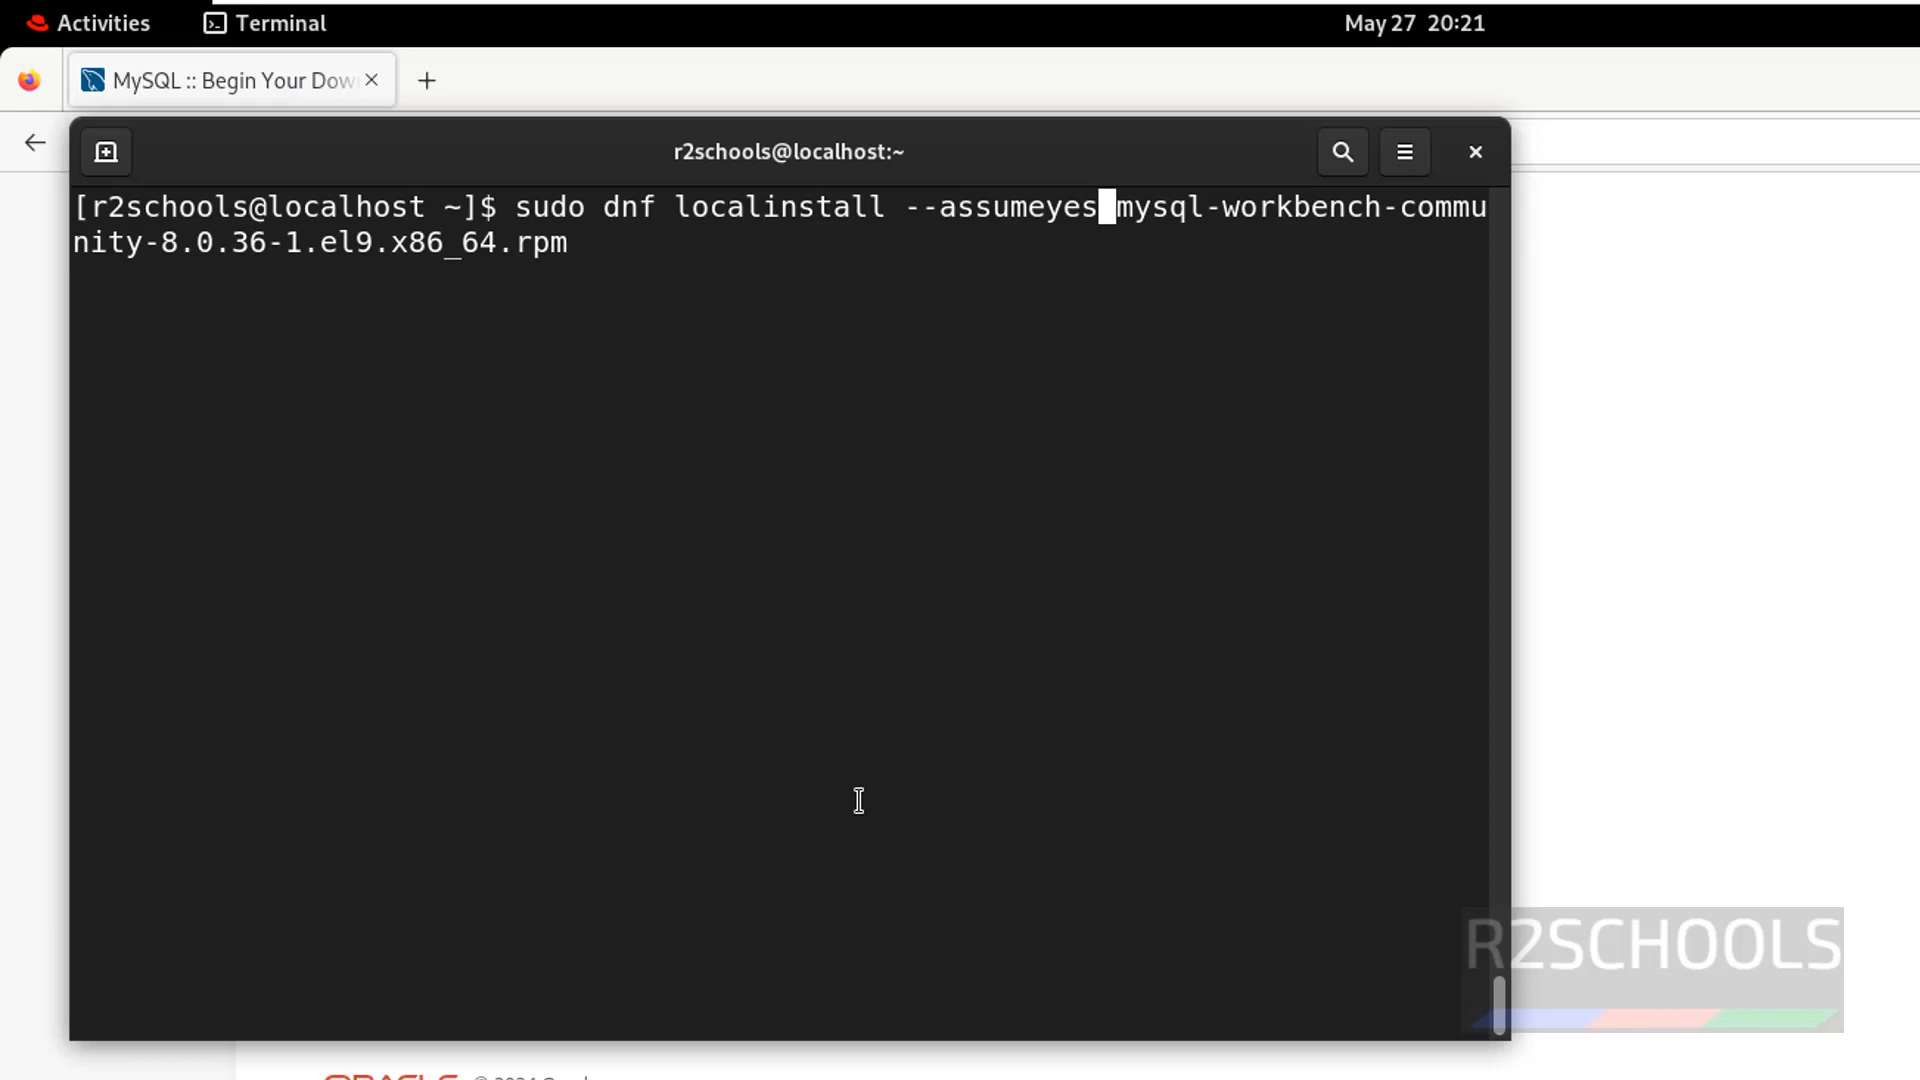 Activities
Terminal
May 27 20:21
MySQL :: Begin Your Dow
r2schools@localhost:~
[r2schools@localhost ~]$ sudo dnf localinstall --assumeyes mysql-workbench-commu
nity-8.0.36-1.el9.x86_64.rpm
R2SCHOOLS
ORACLE